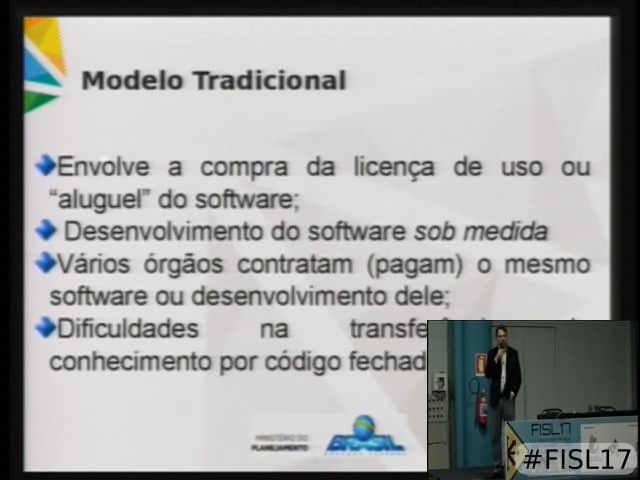 Modelo Tradicional
Envolve a compra da licença de uso ou
“aluguel” do software;
Desenvolvimento do software sob medida
Vários órgãos contratam (pagam) o mesmo
software ou desenvolvimento dele;
Dificuldades na
conhecimento por código
MINISTÉRIO DO
PLANEJAMENTO
BRASIL
FISL17
#FISL17